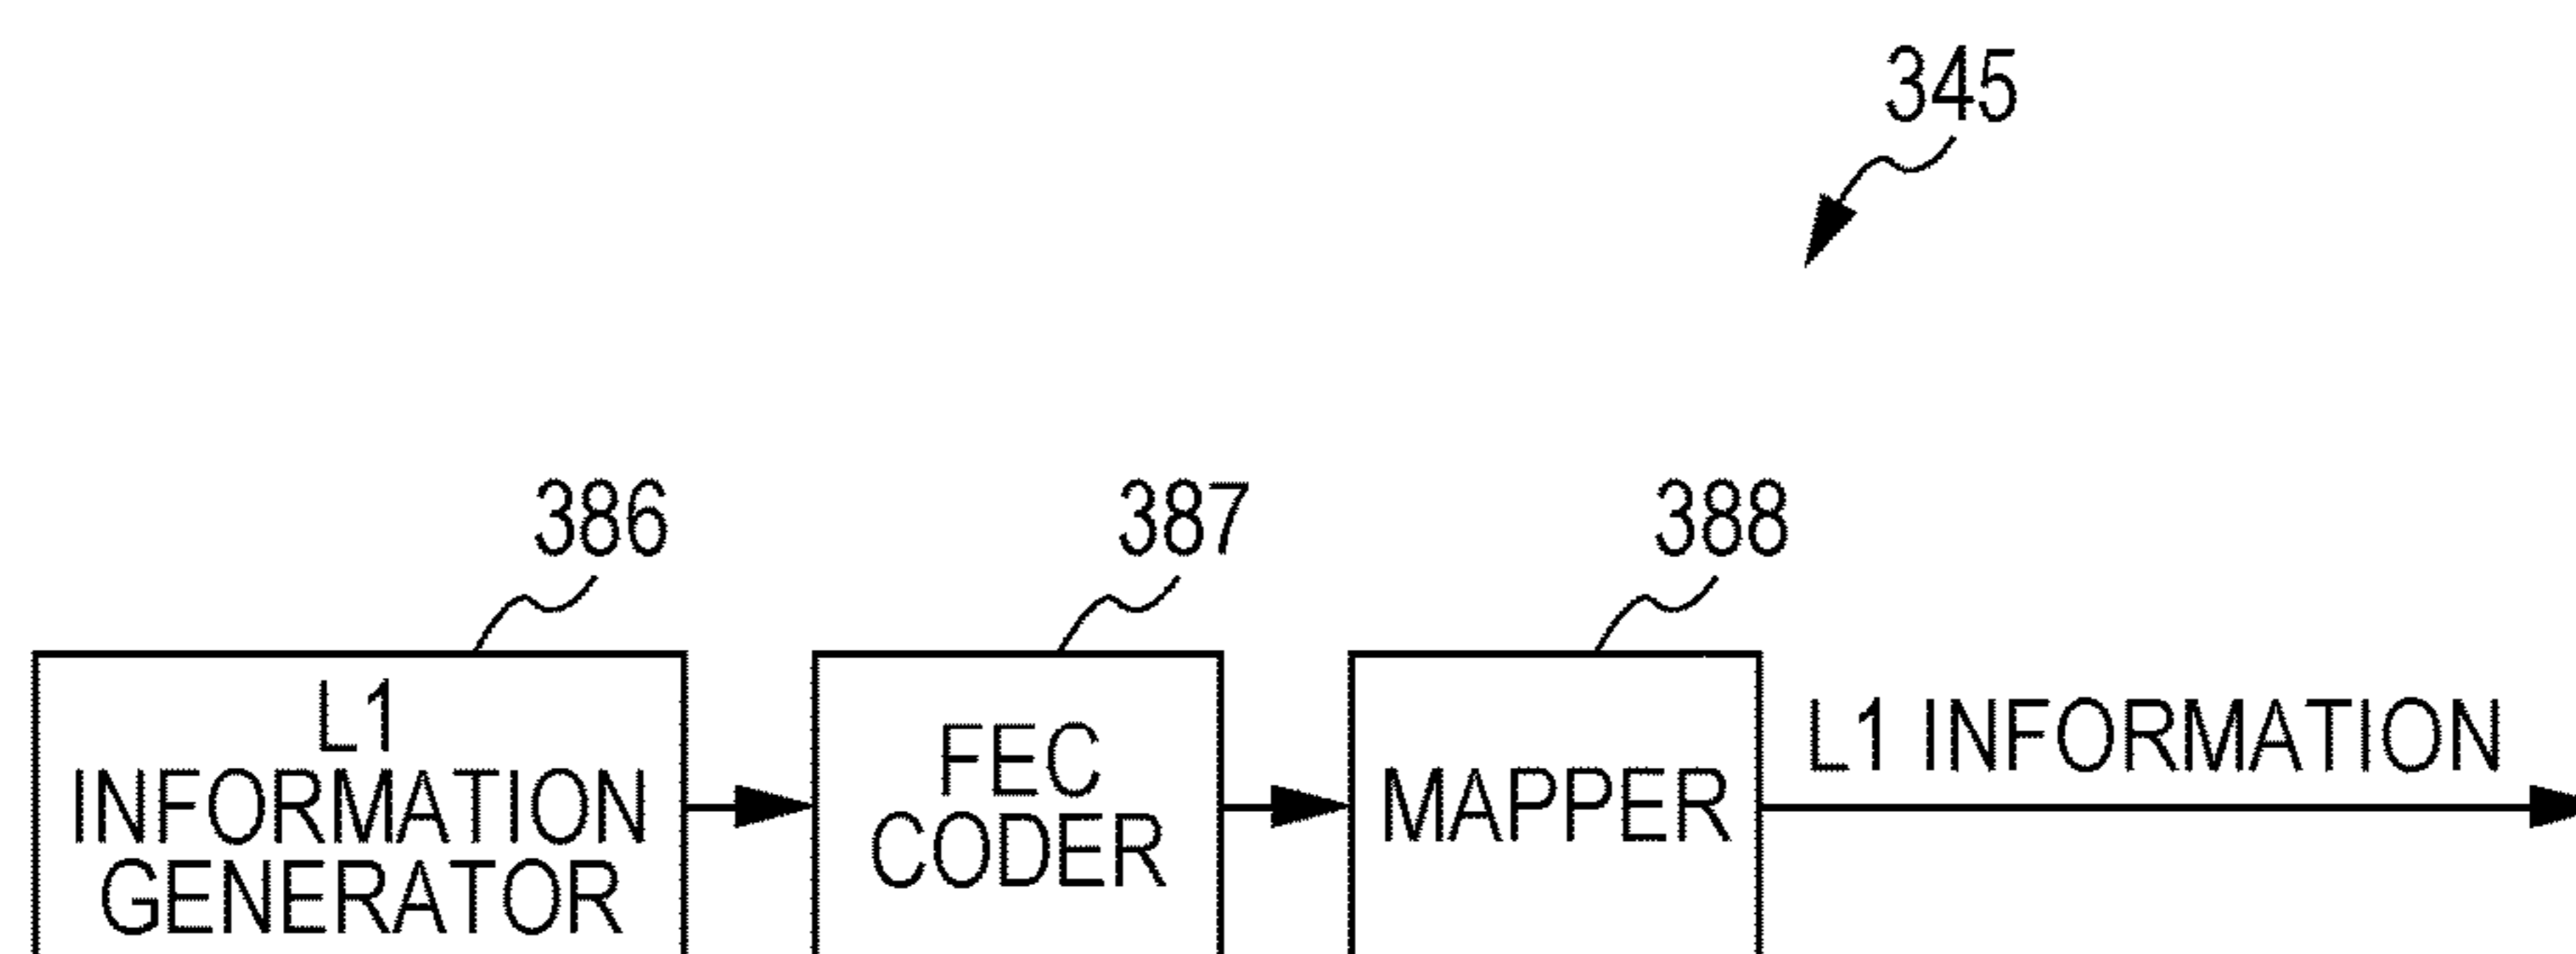 345
386
387
388
L1
INFORMATION
GENERATOR
FEC
CODER
MAPPER
L1 INFORMATION